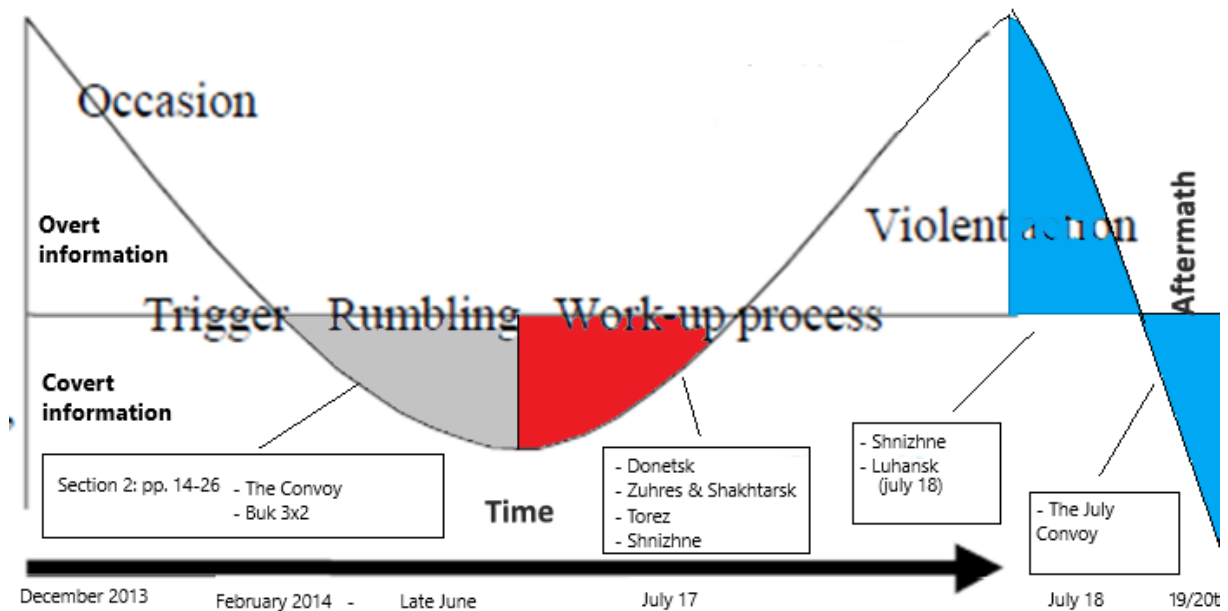 Occasion
Overt
information
Violent action
Aftermath
Trigger
Rumbling
Work-up process
Covert
information
Section 2: pp. 14-26
- The Convoy
- Buk 3x2
Time
- Donetsk
- Zuhres & Shakhtarsk
- Torez
- Shnizhne
- Shnizhne
- Luhansk
(july 18)
- The July
Convoy
December 2013
February 2014 -
Late June
July 17
July 18
19/20t